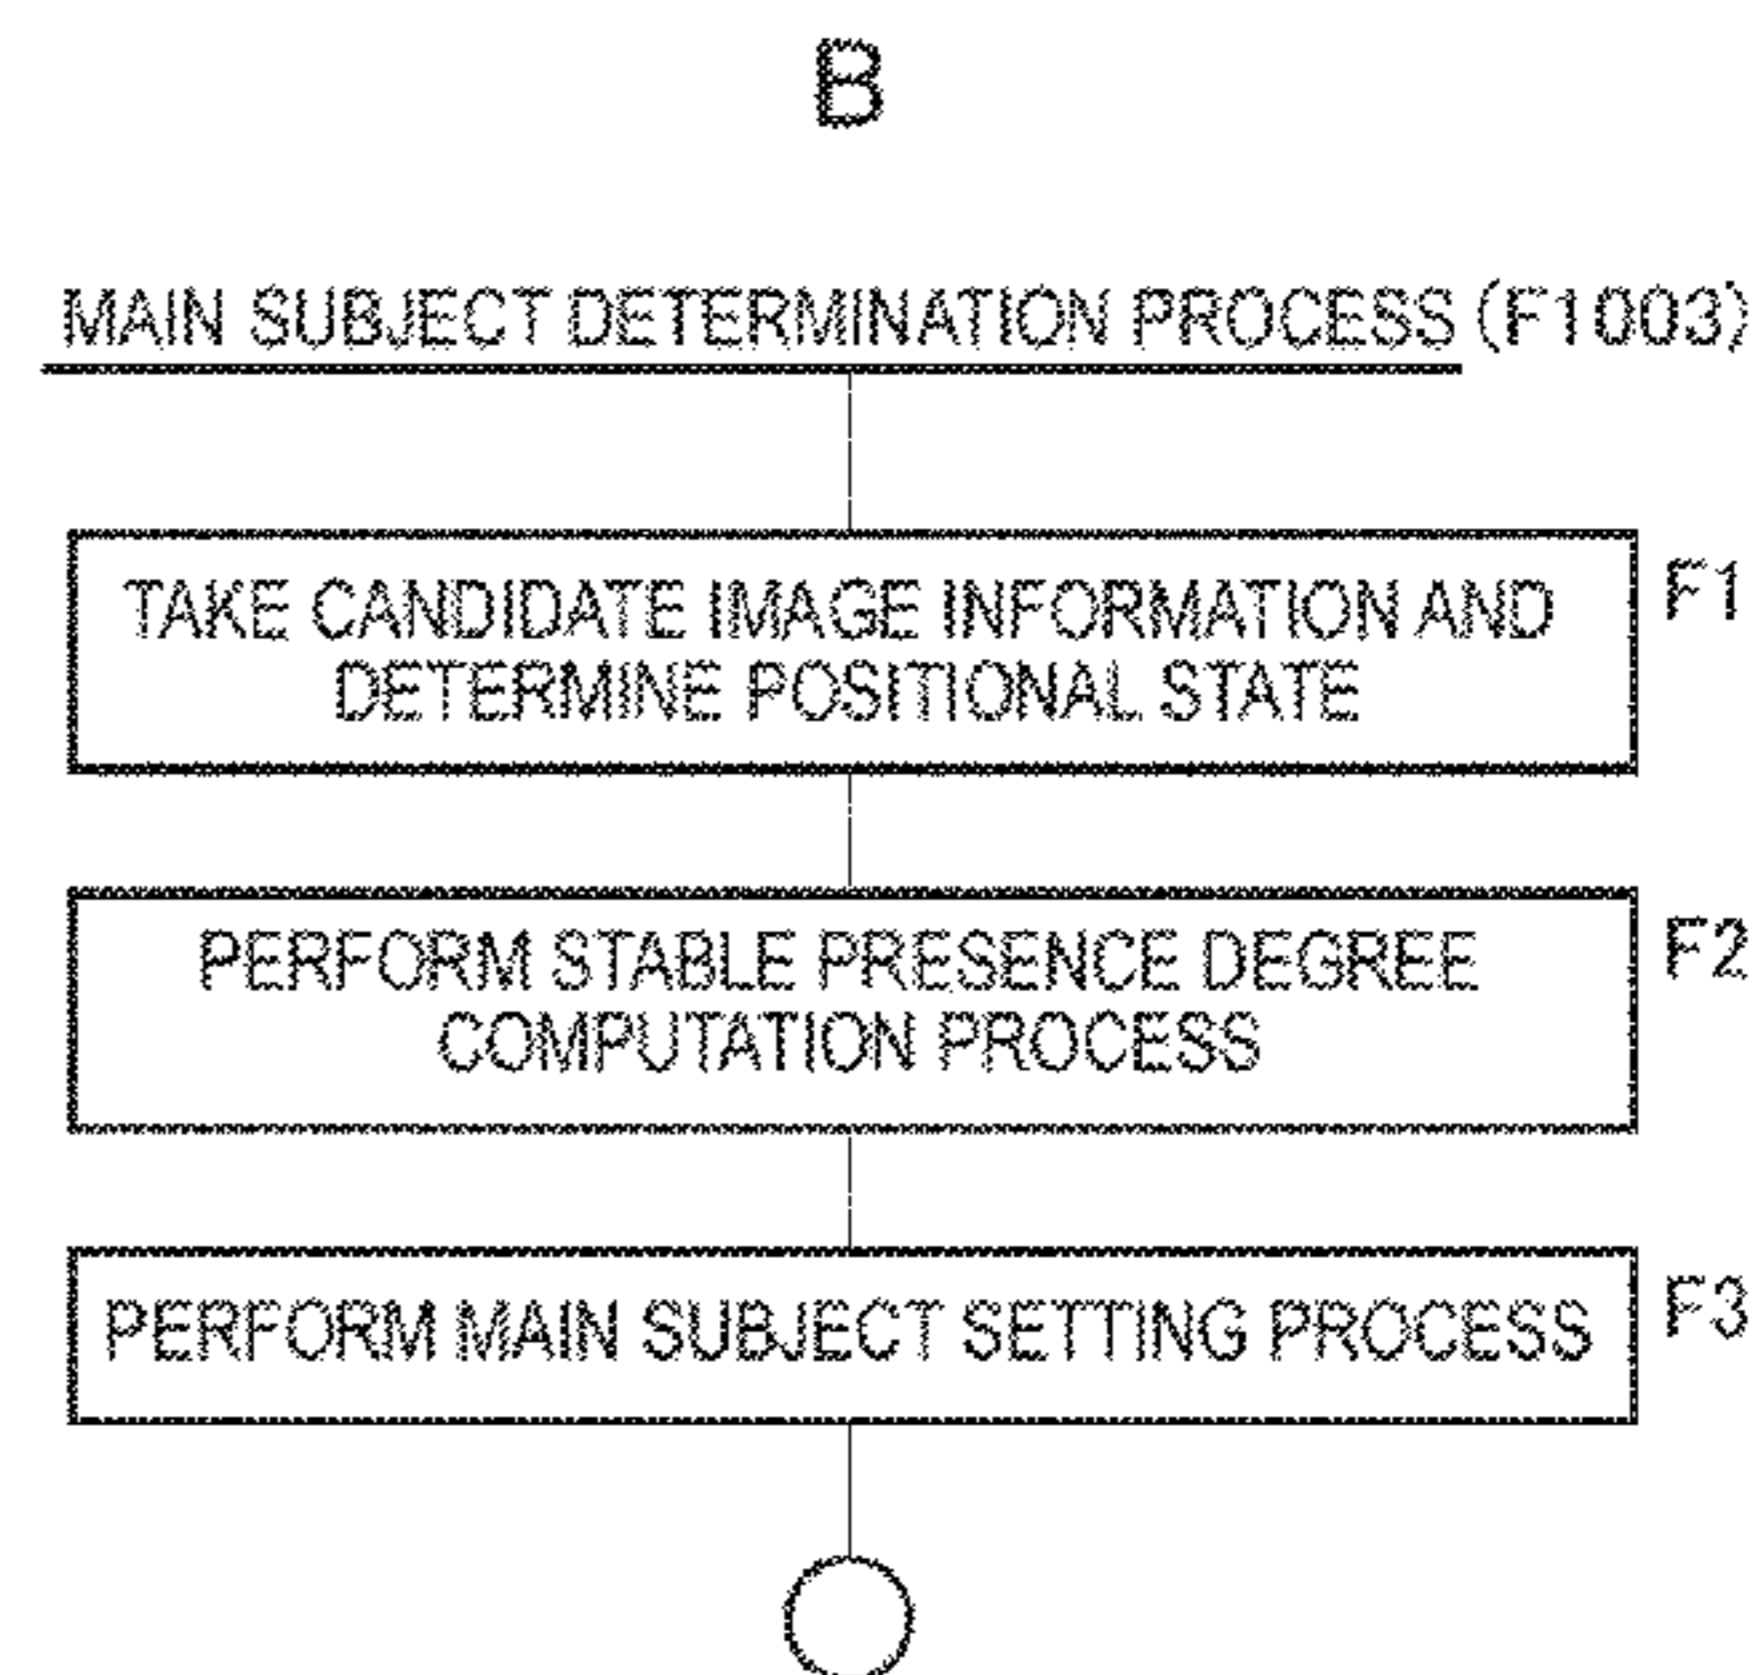 B
MAIN SUBJECT DETERMINATION PROCESS (F1003)
TAKE CANDIDATE IMAGE INFORMATION AND
DETERMINE POSITIONAL STATE
F1
PERFORM STABLE PRESENCE DEGREE
COMPUTATION PROCESS
F2
PERFORM MAIN SUBJECT SETTING PROCESS
F3